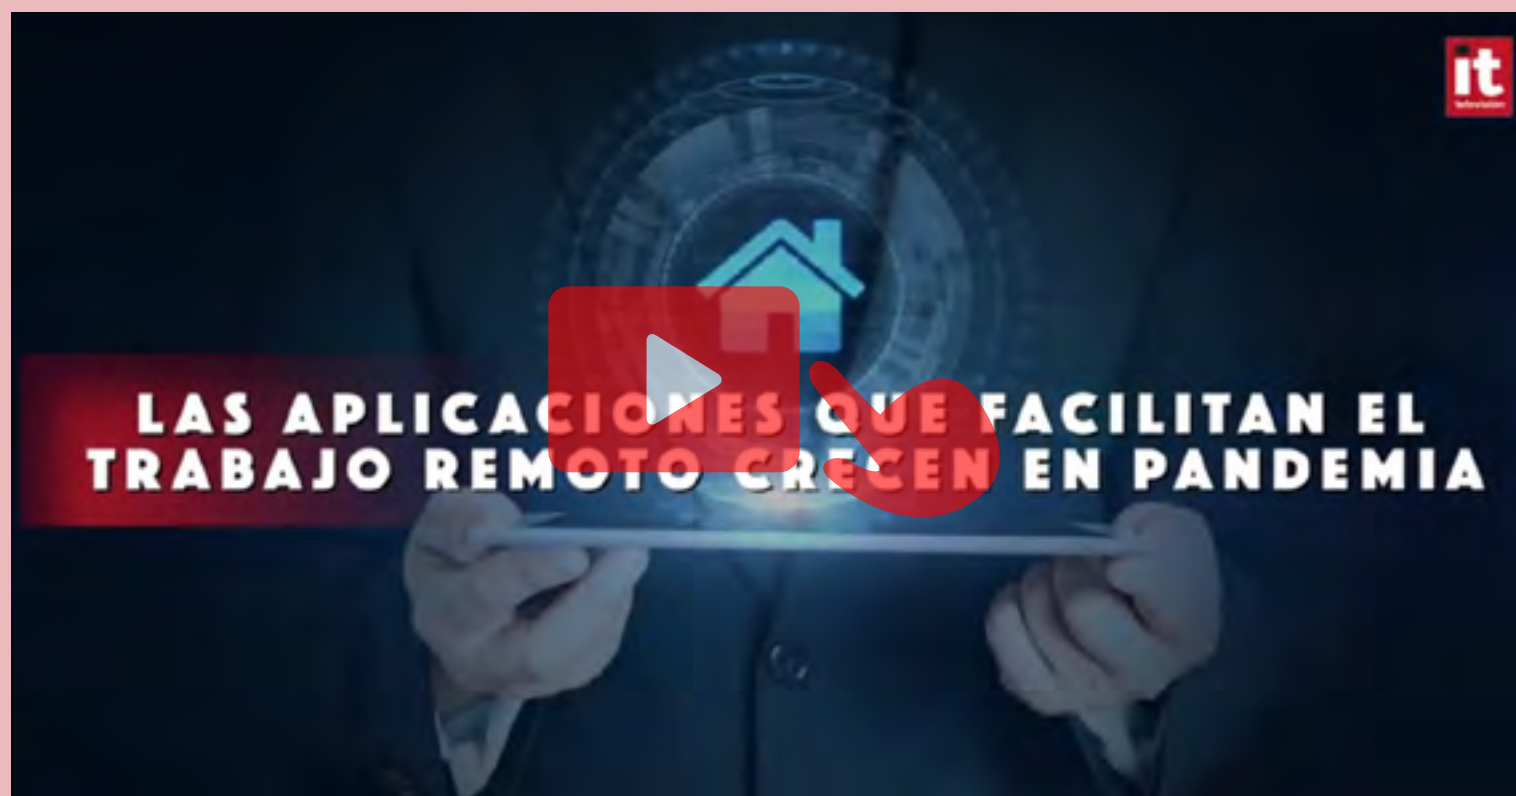 it
LAS APLICACIONES QUE FACILITAN EL
TRABAJO REMOTO CRECEN EN PANDEMIA